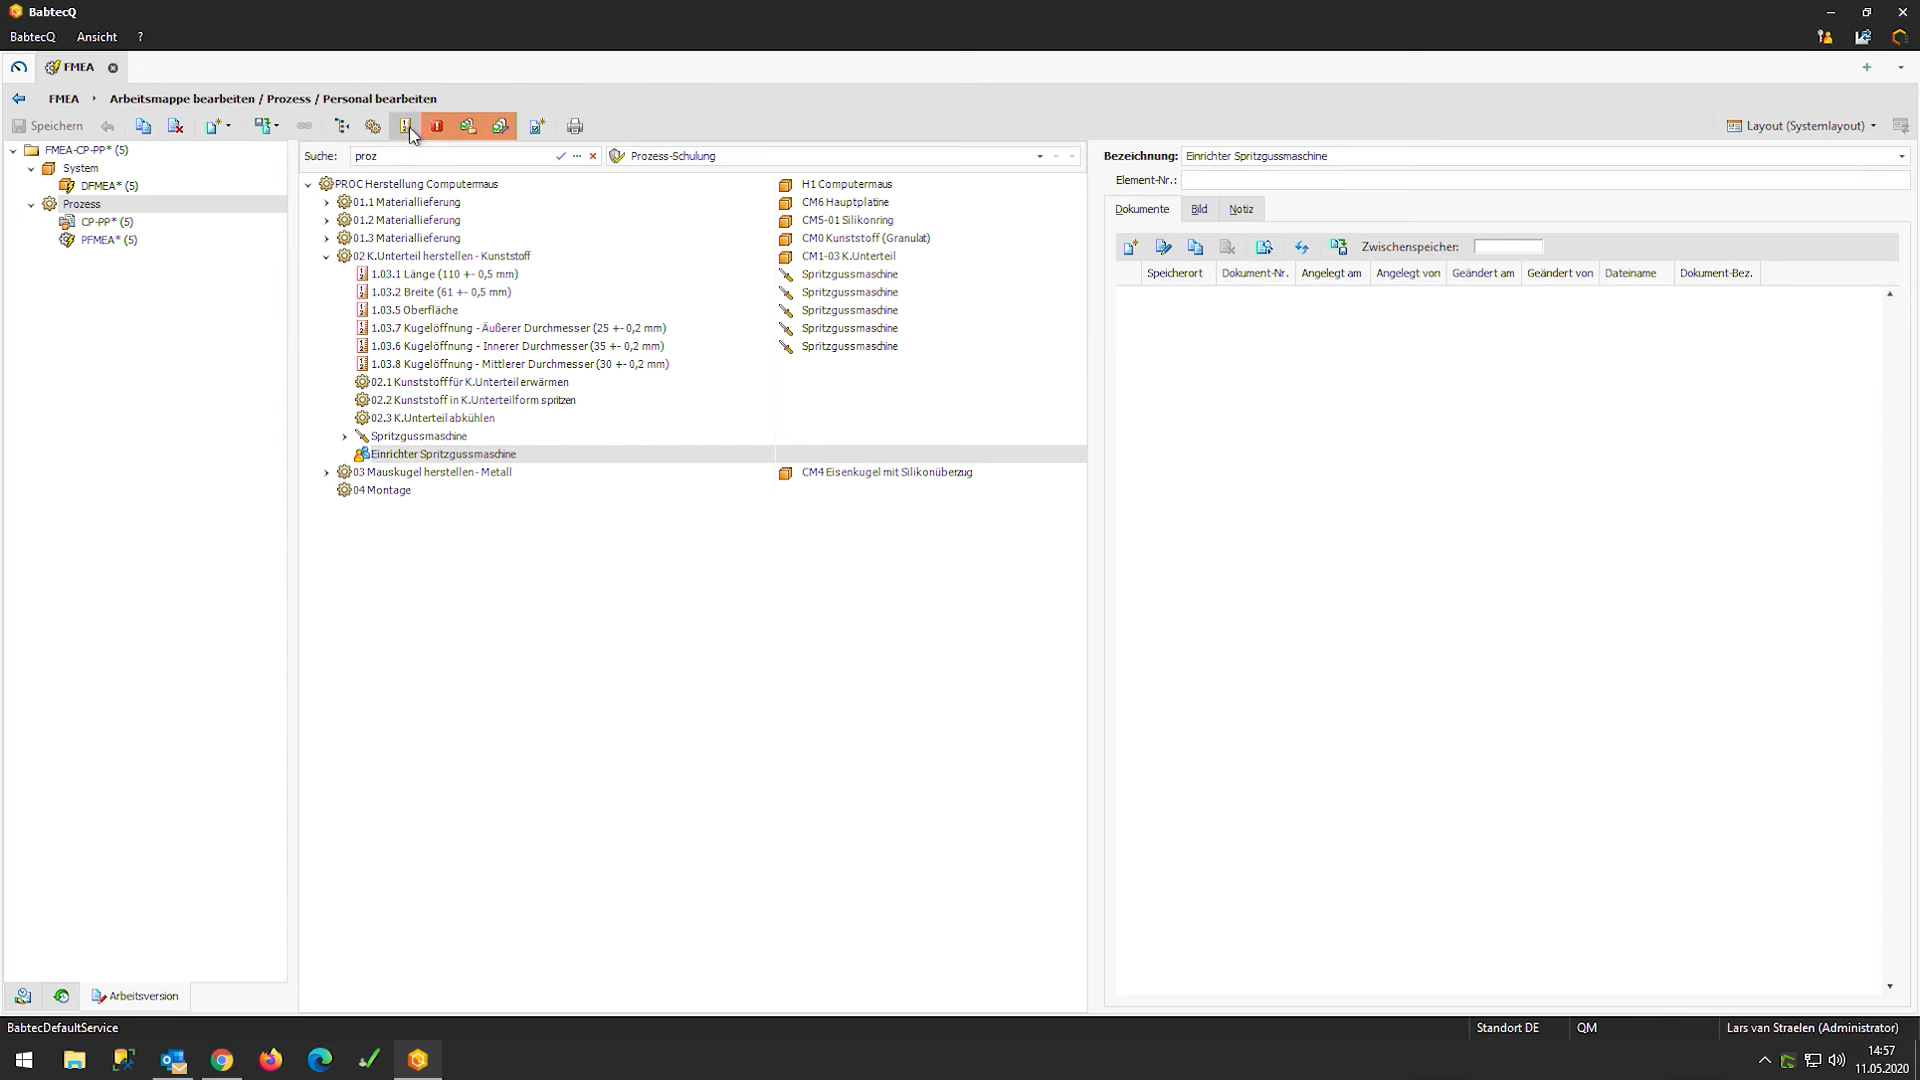 BabtecQ
BabtecQ Ansicht ?
FMEA
FMEA Arbeitsmappe bearbeiten / Prozess / Personal bearbeiten
Speichern
Layout (Systemlayout)
FMEA-CP-PP* (5)
System
DFMEA* (5)
Prozess
CP-PP* (5)
PFMEA* (5)
Suche: proz
Prozess-Schulung
PROC Herstellung Computermaus H1 Computermaus
01.1 Materiallieferung CM6 Hauptplatine
01.2 Materiallieferung CM5-01 Silikonring
01.3 Materiallieferung CM0 Kunststoff (Granulat)
02 K.Unterteil herstellen - Kunststoff CM1-03 K.Unterteil
1.03.1 Länge (110 +- 0,5 mm) Spritzgussmaschine
1.03.2 Breite (61 +- 0,5 mm) Spritzgussmaschine
1.03.5 Oberfläche Spritzgussmaschine
1.03.7 Kugelöffnung - Äußerer Durchmesser (25 +- 0,2 mm) Spritzgussmaschine
1.03.6 Kugelöffnung - Innerer Durchmesser (35 +- 0,2 mm) Spritzgussmaschine
1.03.8 Kugelöffnung - Mittlerer Durchmesser (30 +- 0,2 mm)
02.1 Kunststoff für K.Unterteil erwärmen
02.2 Kunststoff in K.Unterteilform spritzen
02.3 K.Unterteil abkühlen
Spritzgussmaschine
Einrichter Spritzgussmaschine
03 Mauskugel herstellen - Metall CM4 Eisenkugel mit Silikonüberzug
04 Montage
Bezeichnung: Einrichter Spritzgussmaschine
Element-Nr.:
Dokumente Bild Notiz
Zwischenspeicher:
Speicherort Dokument-Nr. Angelegt am Angelegt von Geändert am Geändert von Dateiname Dokument-Bez.
Arbeitsversion
BabtecDefaultService Standort DE QM Lars van Straelen (Administrator)
14:57
11.05.2020